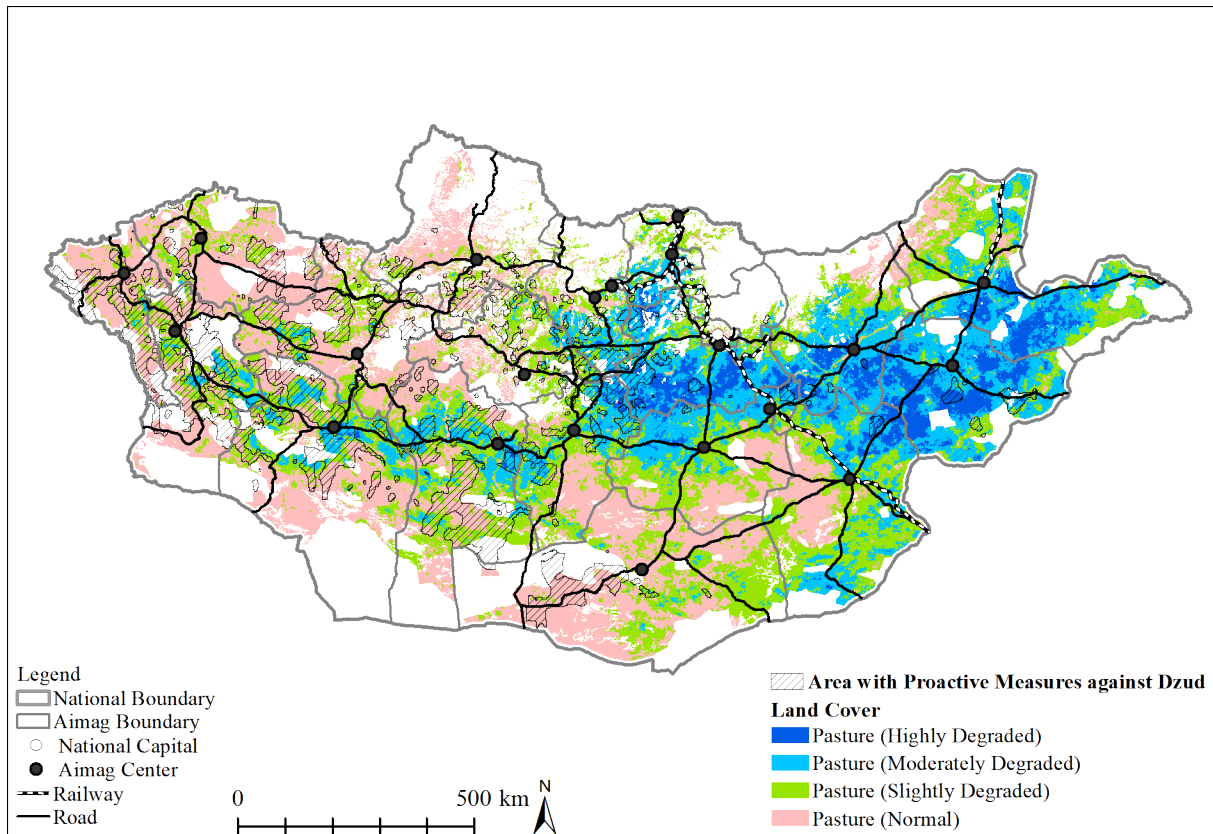 Legend
National Boundary
Aimag Boundary
National Capital
Aimag Center
Railway
Road
0 500 km
N
Area with Proactive Measures against Dzud
Land Cover
Pasture (Highly Degraded)
Pasture (Moderately Degraded)
Pasture (Slightly Degraded)
Pasture (Normal)